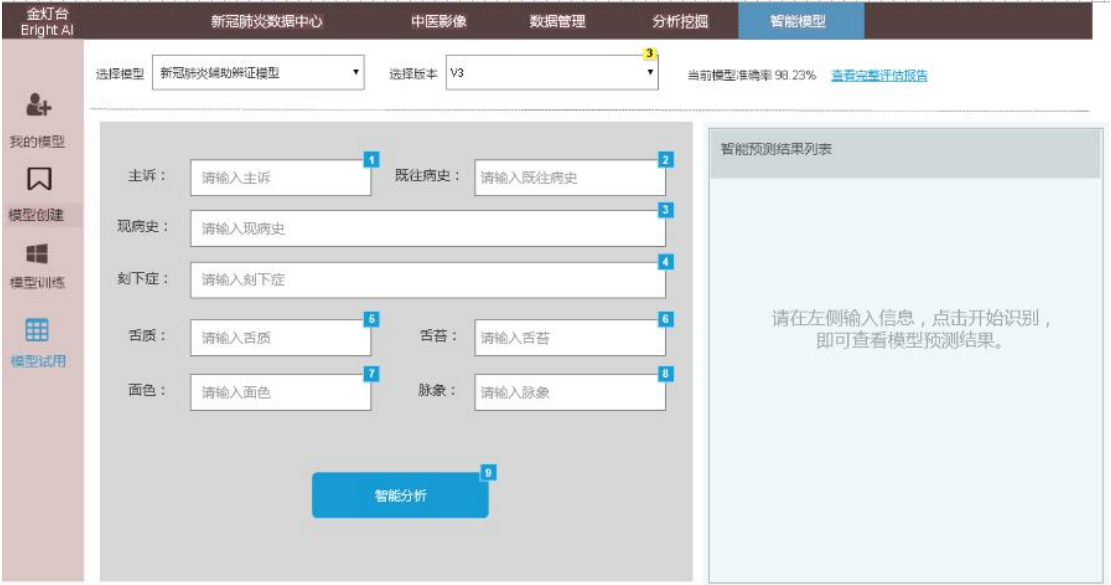 金灯台
Bright AI
新冠肺炎数据中心
中医影像
数据管理
分析挖掘
智能模型
选择模型
新冠肺炎辅助辨证模型
选择版本
V3
3
当前模型准确率 98.23%
查看完整评估报告
我的模型
模型创建
模型训练
模型试用
主诉：
请输入主诉
1
既往病史：
请输入既往病史
2
现病史：
请输入现病史
3
刻下症：
请输入刻下症
4
舌质：
请输入舌质
5
舌苔：
请输入舌苔
6
面色：
请输入面色
7
脉象：
请输入脉象
8
智能分析
9
智能预测结果列表
请在左侧输入信息，点击开始识别，
即可查看模型预测结果。